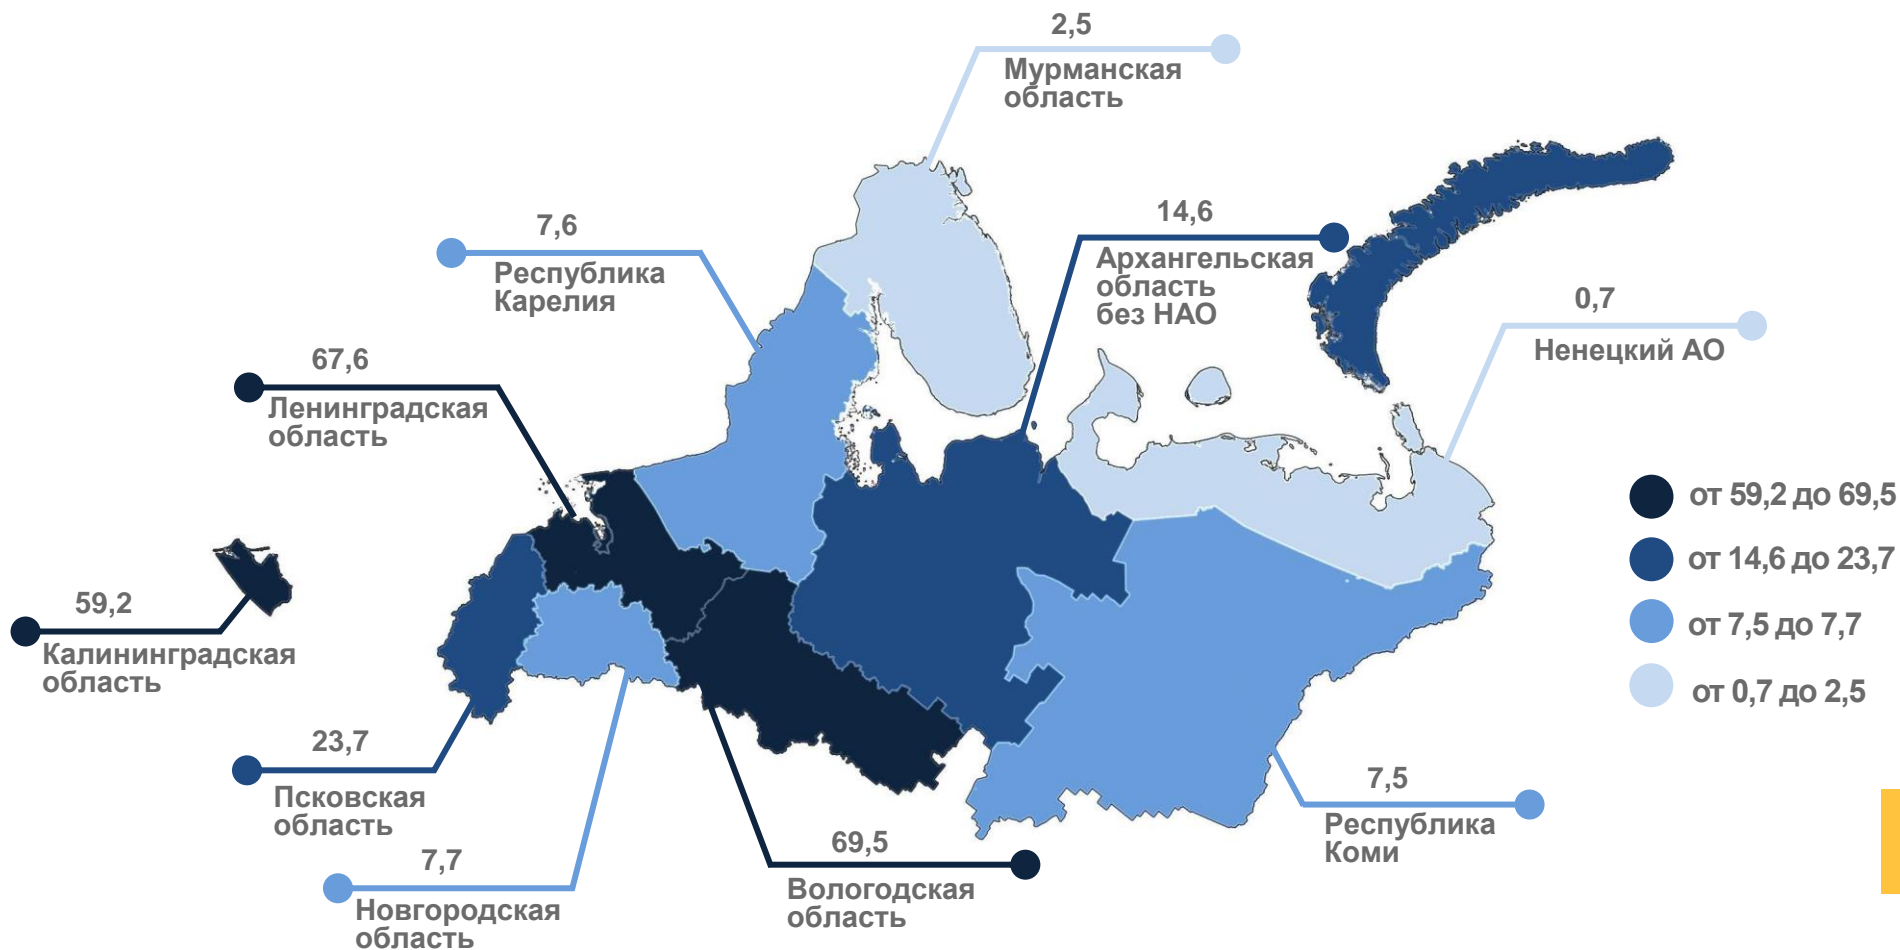 2,5
Мурманская
область
14,6
Архангельская
область
без НАО
7,6
Республика
Карелия
0,7
Ненецкий АО
67,6
Ленинградская
область
59,2
Калининградская
область
23,7
Псковская
область
7,7
Новгородская
область
69,5
Вологодская
область
7,5
Республика
Коми
от 59,2 до 69,5
от 14,6 до 23,7
от 7,5 до 7,7
от 0,7 до 2,5